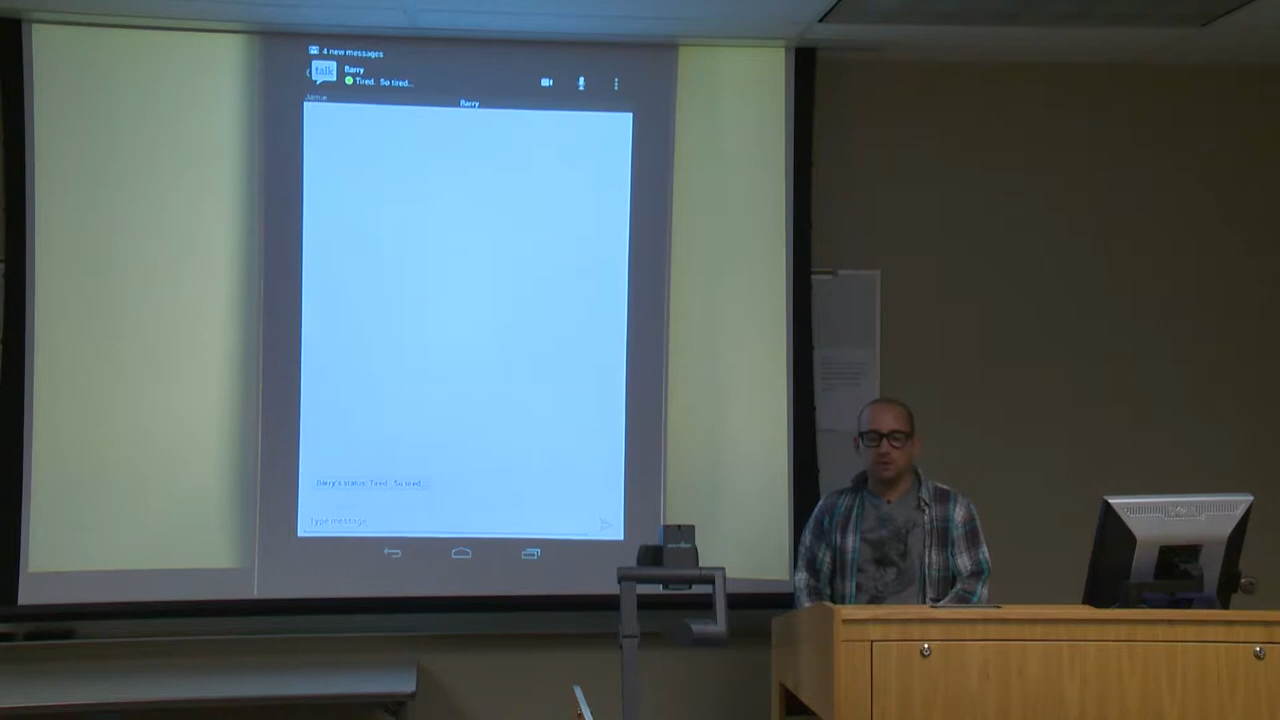 4 new messages
talk
Barry
Tired. So tired...
Jamie
Barry
Barry's status: Tired. So tired...
Type message